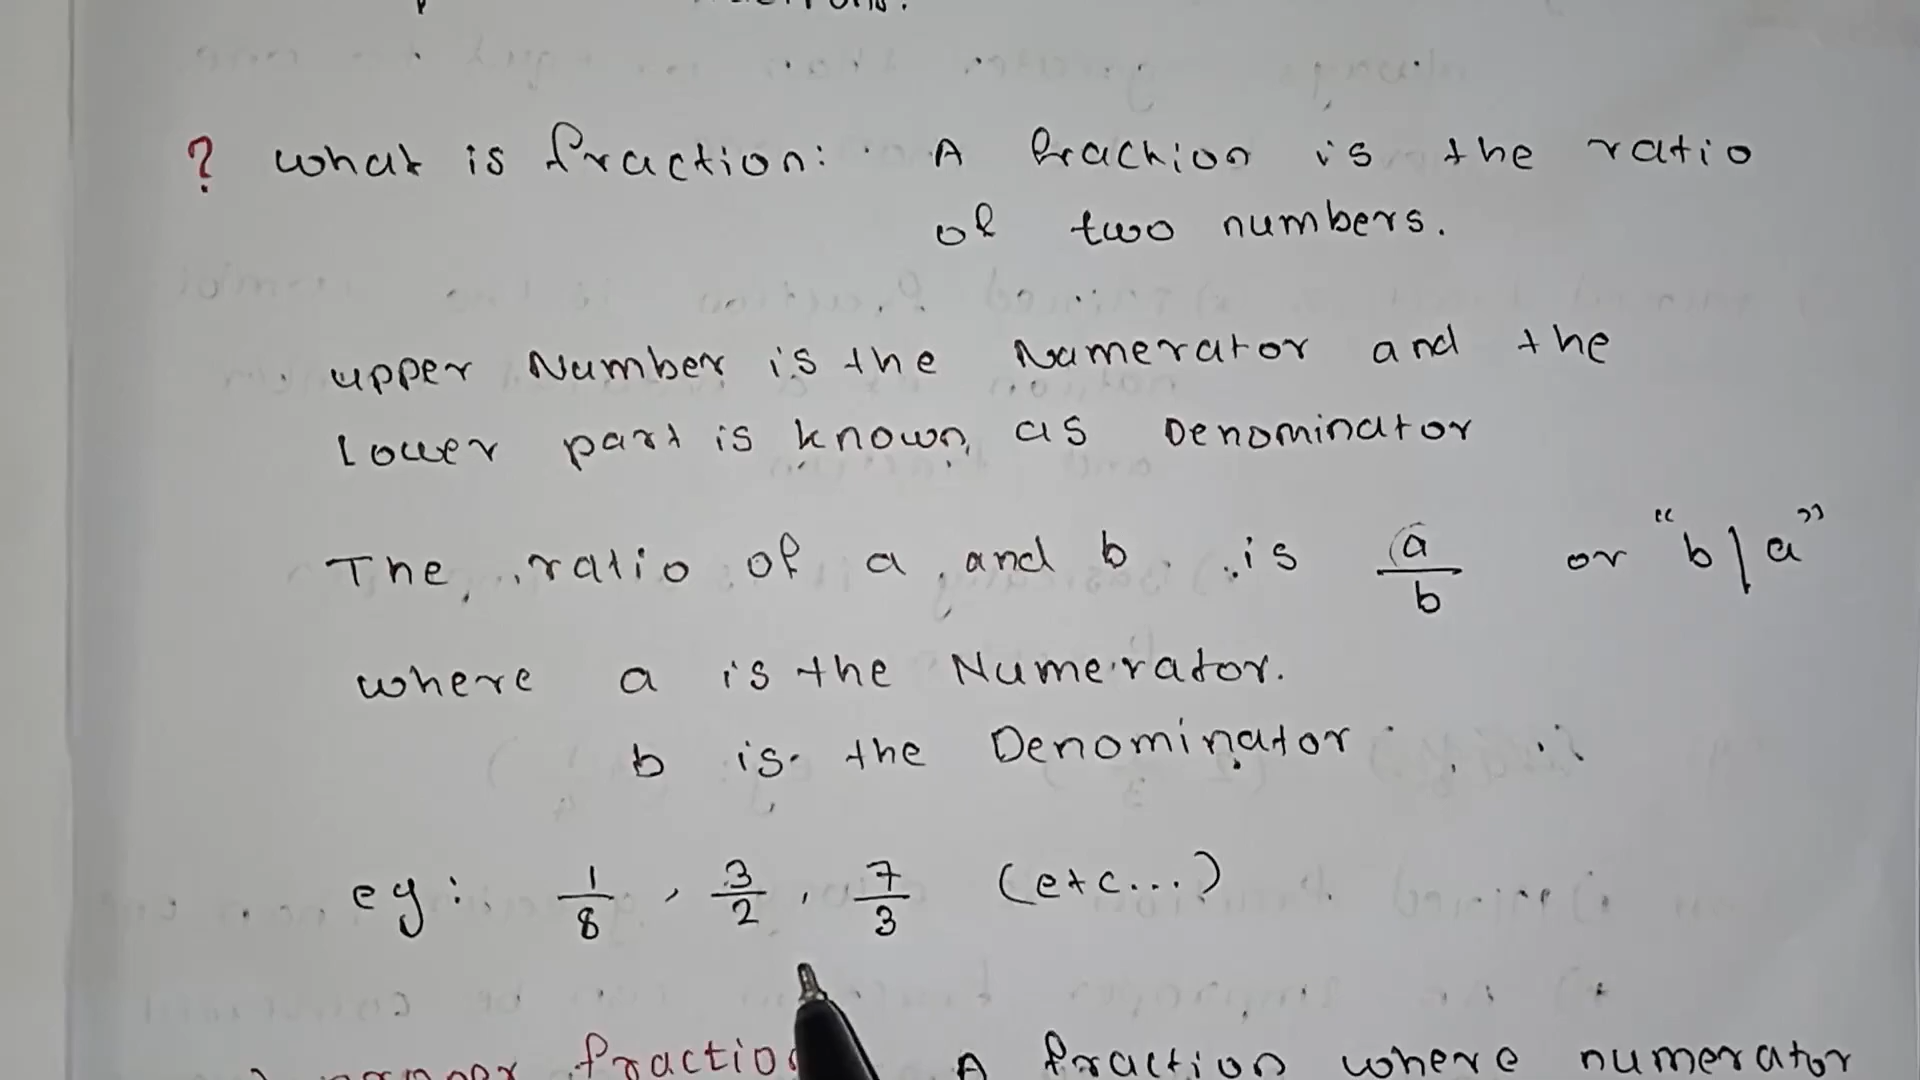 ? what is fraction: A fraction is the ratio
of two numbers.
upper Number is the Numerator and the
Lower part is known as Denominator
The ratio of a and b is a/b or "b|a"
where a is the Numerator.
b is the Denominator
eg: 1/8, 3/2, 7/3 (etc...)
fraction A fraction where numerator